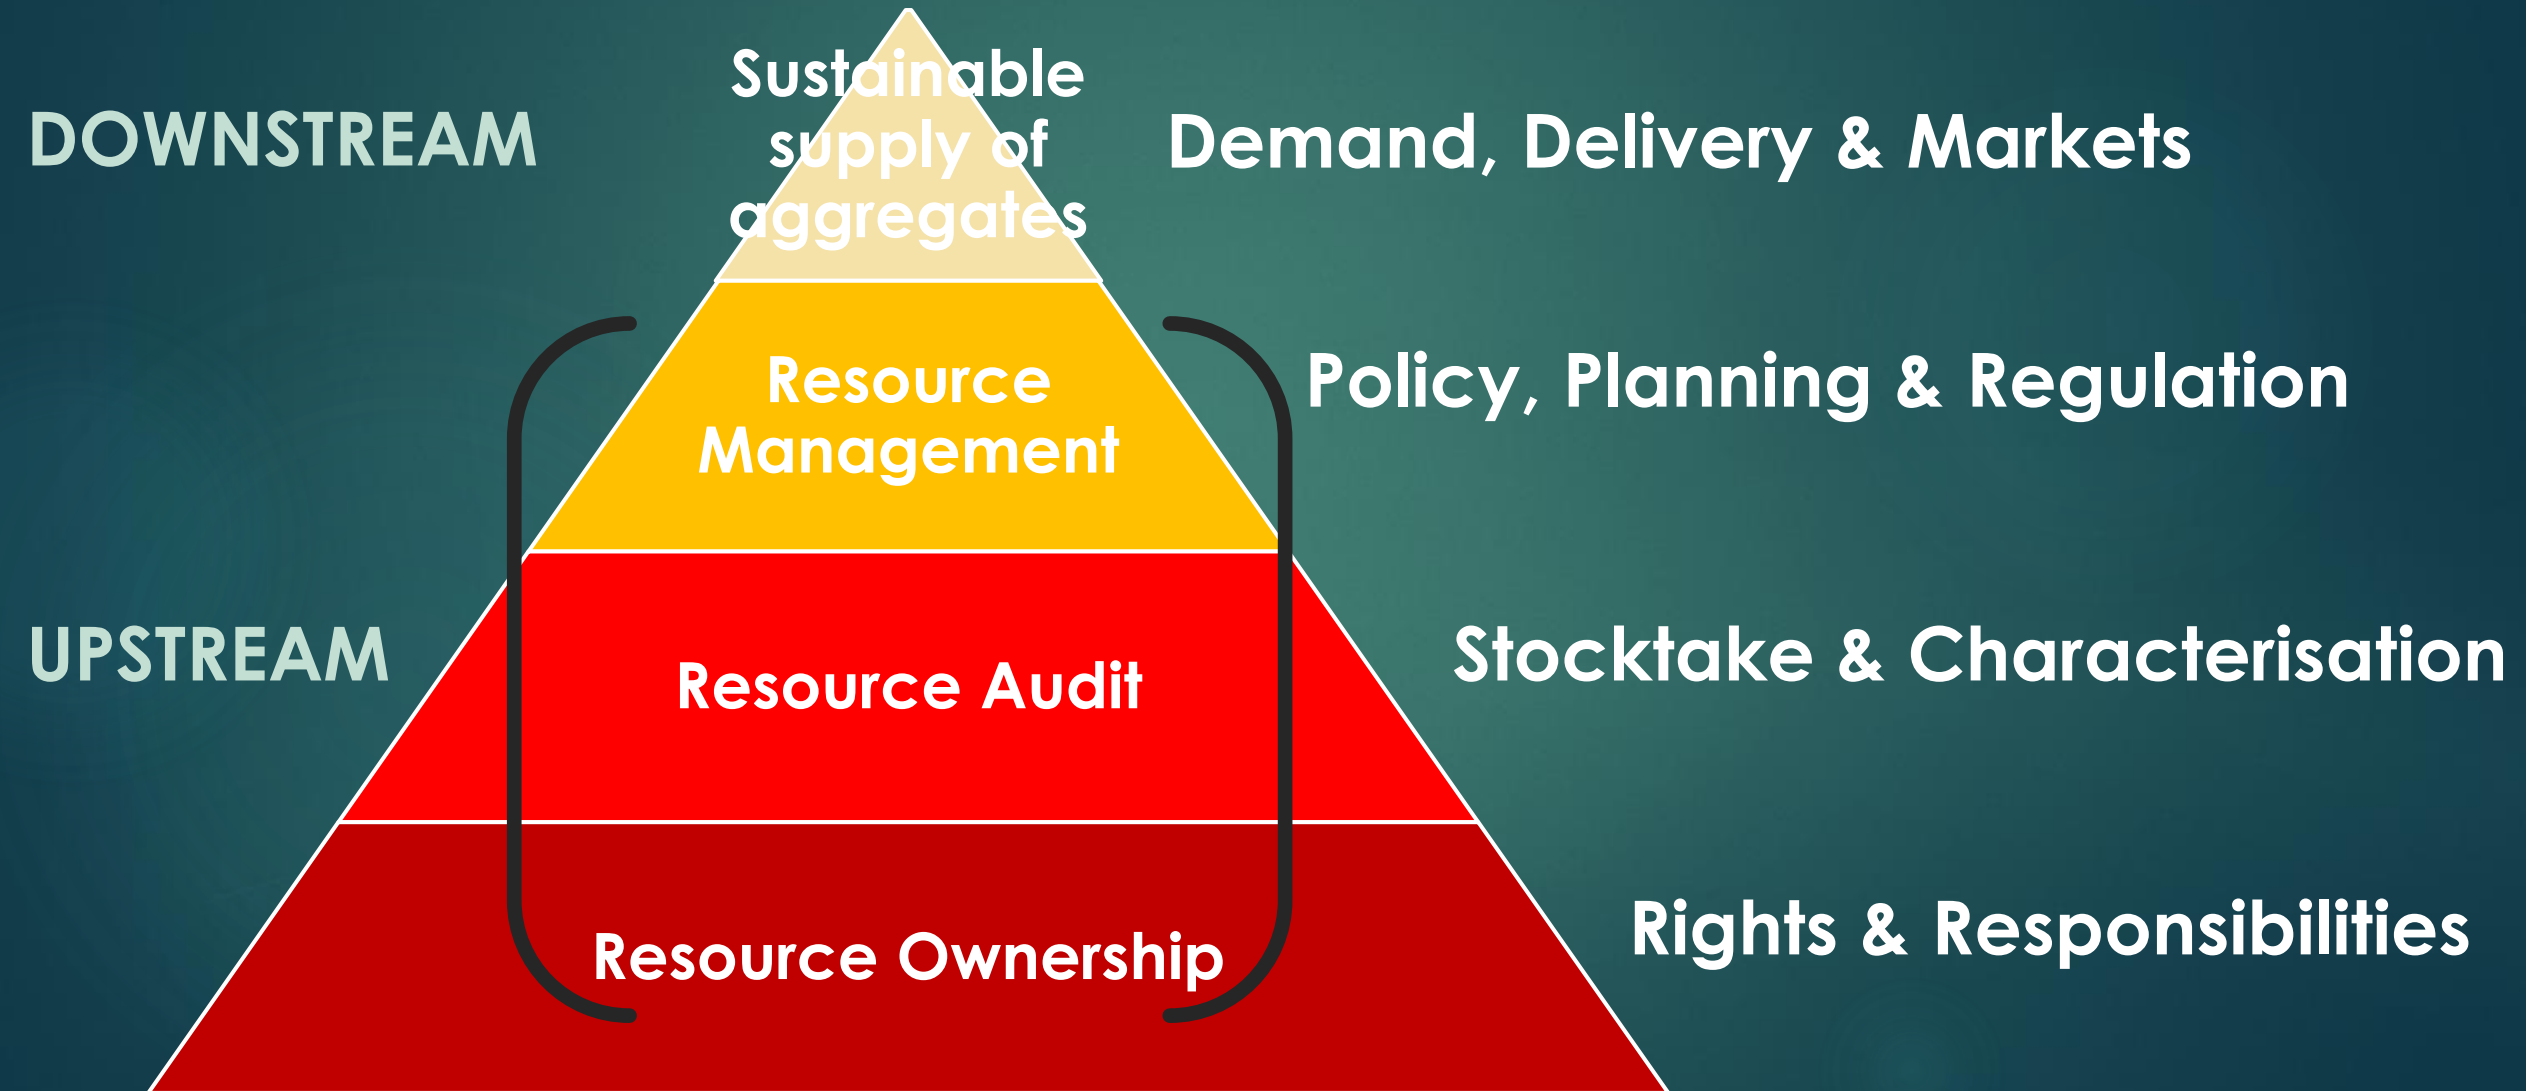 DOWNSTREAM
Sustainable
supply of
aggregates
Demand, Delivery & Markets
Resource
Management
Policy, Planning & Regulation
UPSTREAM
Resource Audit
Stocktake & Characterisation
Resource Ownership
Rights & Responsibilities